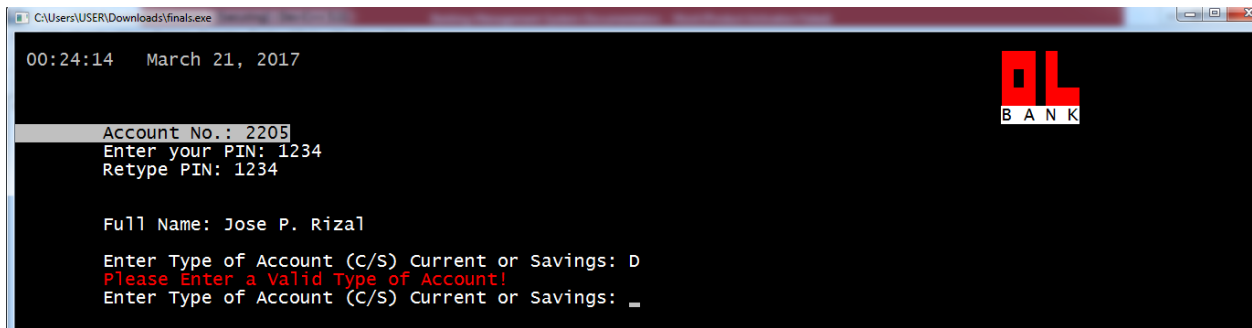 C:\Users\USER\Downloads\finals.exe
00:24:14 March 21, 2017
OL
BANK
Account No.: 2205
Enter your PIN: 1234
Retype PIN: 1234
Full Name: Jose P. Rizal
Enter Type of Account (C/S) Current or Savings: D
Please Enter a Valid Type of Account!
Enter Type of Account (C/S) Current or Savings: _